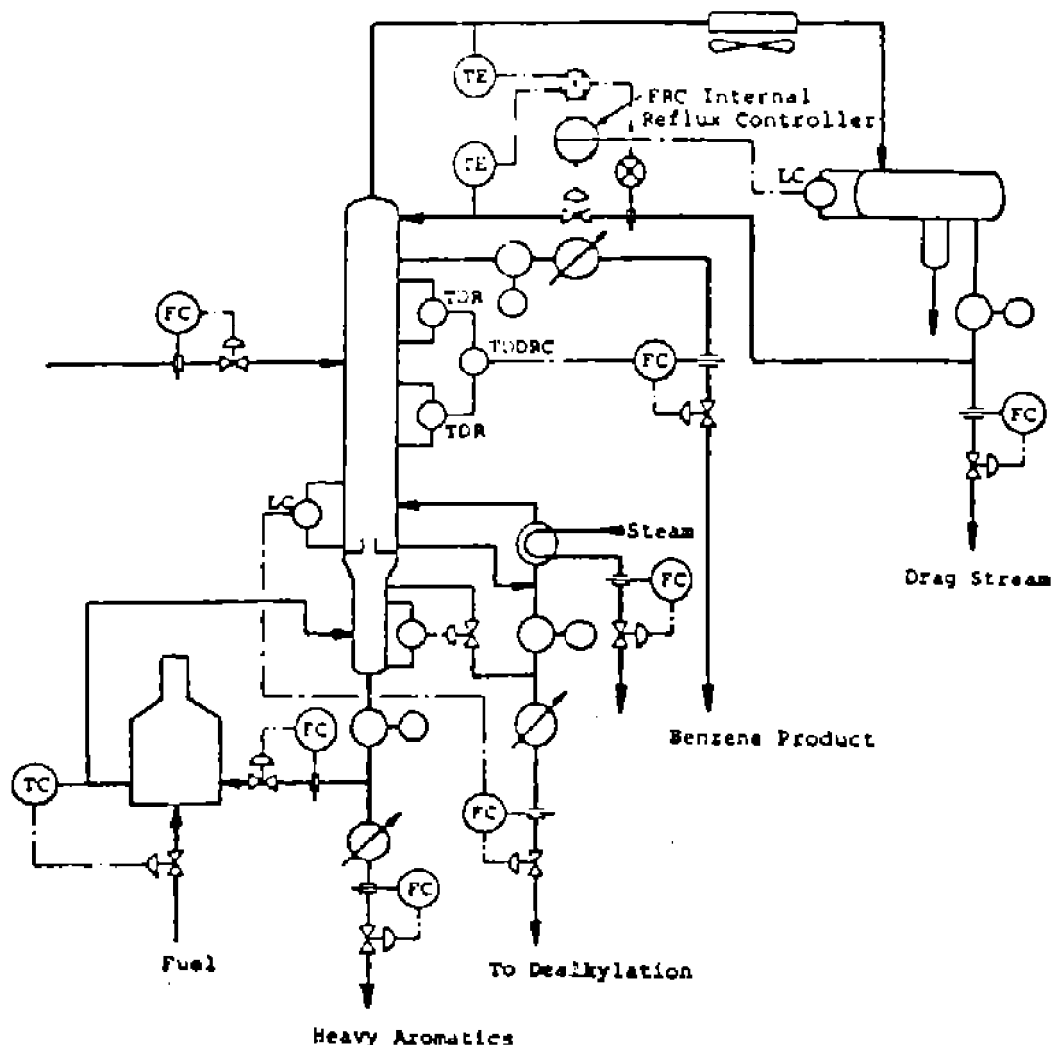 TE
FRC Internal
Reflux Controller
TE
LC
TDR
FC
TDDRC
FC
FC
TDR
LC
Steam
FC
Drag Stream
FC
Benzene Product
TC
FC
FC
Fuel
To Dealkylation
Heavy Aromatics